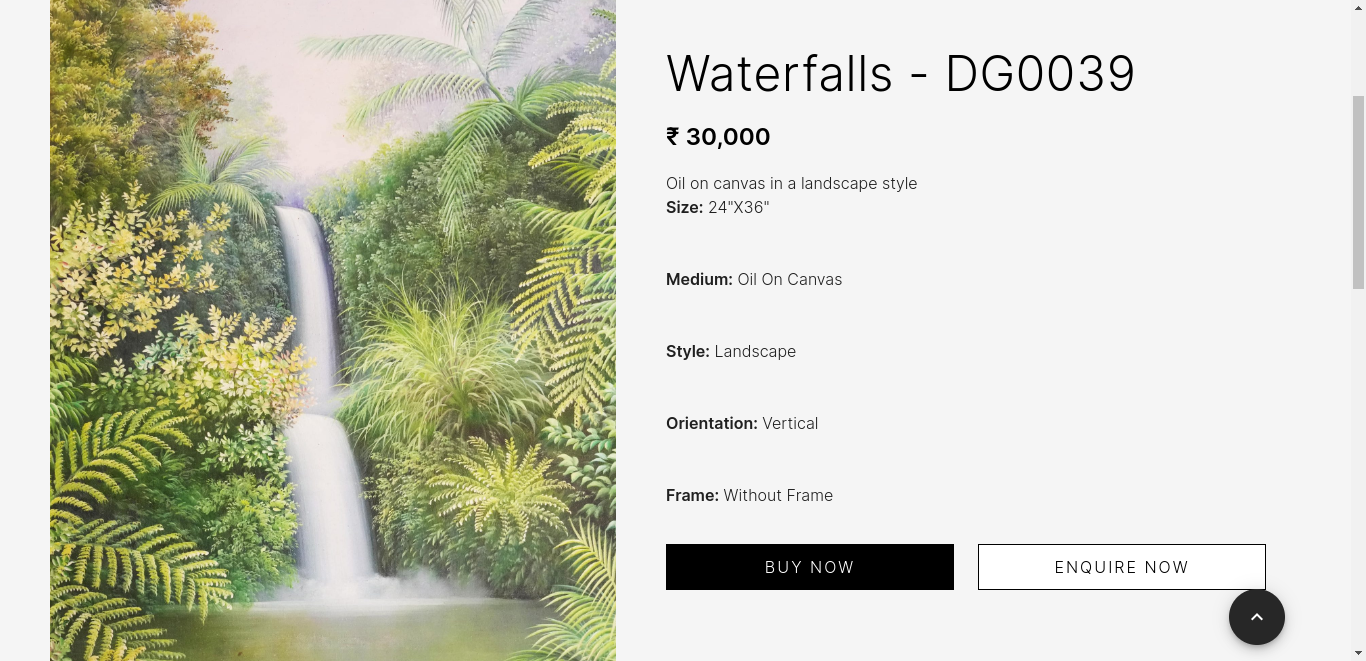 Waterfalls - DG0039
₹ 30,000
Oil on canvas in a landscape style
Size: 24"X36"
Medium: Oil On Canvas
Style: Landscape
Orientation: Vertical
Frame: Without Frame
BUY NOW
ENQUIRE NOW